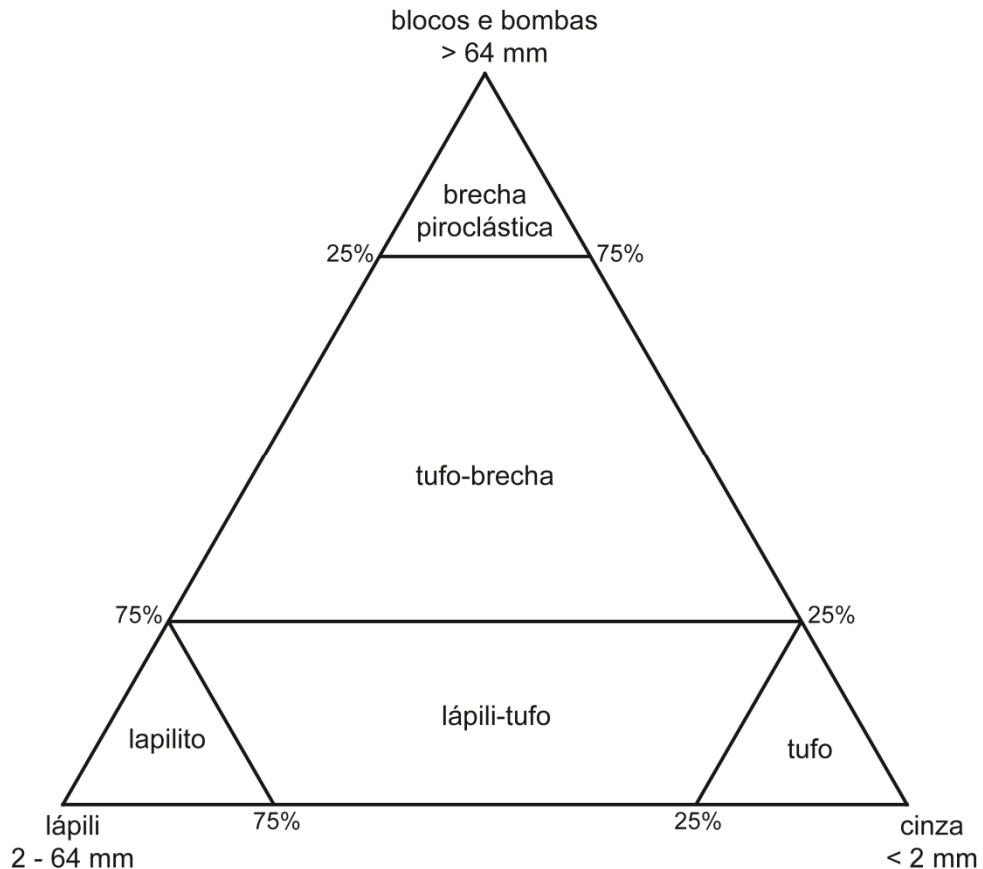 blocos e bombas
> 64 mm
brecha
piroclástica
25%
75%
tufo-brecha
75%
25%
lápili-tufo
lapilito
tufo
lápili
2 - 64 mm
75%
25%
cinza
< 2 mm